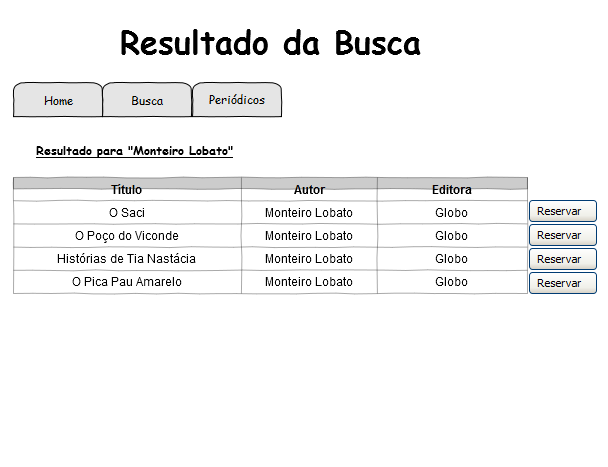 Resultado da Busca
Home Busca Periódicos
Resultado para "Monteiro Lobato"
Título Autor Editora
O Saci Monteiro Lobato Globo Reservar
O Poço do Viconde Monteiro Lobato Globo Reservar
Histórias de Tia Nastácia Monteiro Lobato Globo Reservar
O Pica Pau Amarelo Monteiro Lobato Globo Reservar